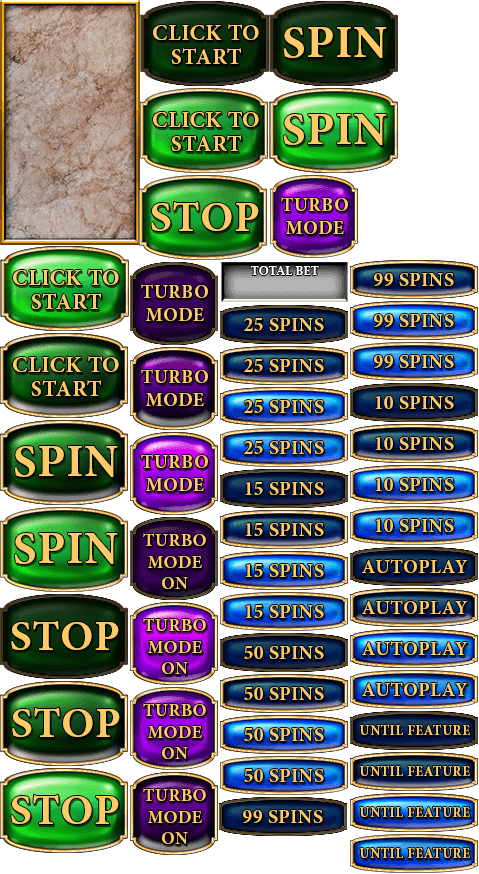 CLICK TO
START
SPIN
CLICK TO
START
SPIN
STOP
TURBO
MODE
CLICK TO
START
CLICK TO
START
SPIN
SPIN
STOP
STOP
STOP
TURBO
MODE
TURBO
MODE
TURBO
MODE
TURBO
MODE
ON
TURBO
MODE
ON
TURBO
MODE
ON
TURBO
MODE
ON
TOTAL BET
25 SPINS
25 SPINS
25 SPINS
25 SPINS
15 SPINS
15 SPINS
15 SPINS
15 SPINS
50 SPINS
50 SPINS
50 SPINS
50 SPINS
99 SPINS
99 SPINS
99 SPINS
99 SPINS
10 SPINS
10 SPINS
10 SPINS
10 SPINS
AUTOPLAY
AUTOPLAY
AUTOPLAY
AUTOPLAY
UNTIL FEATURE
UNTIL FEATURE
UNTIL FEATURE
UNTIL FEATURE